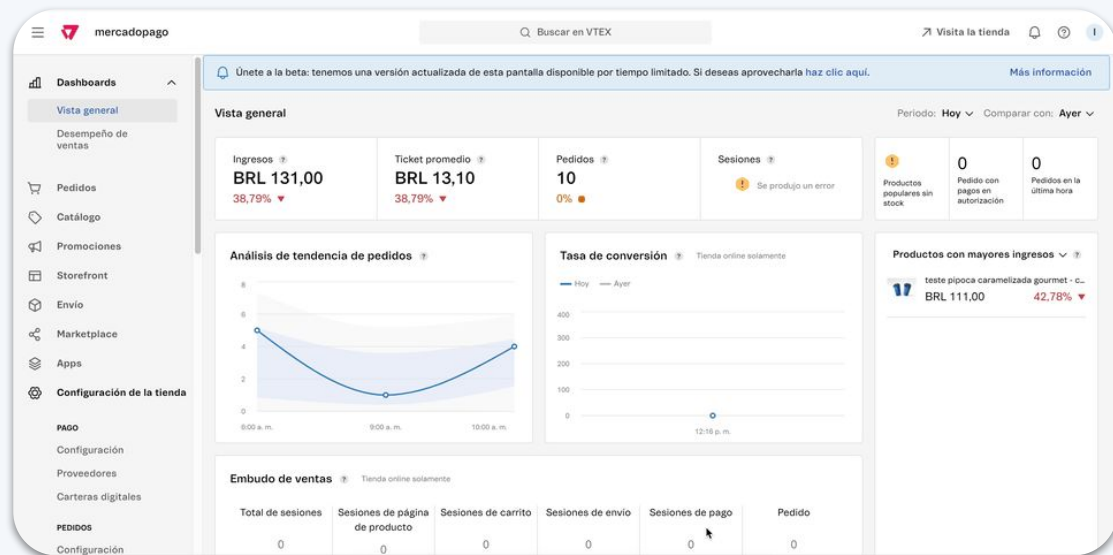 mercadopago
Buscar en VTEX
Visita la tienda
I
Dashboards
Vista general
Desempeño de
ventas
Pedidos
Catálogo
Promociones
Storefront
Envío
Marketplace
Apps
Configuración de la tienda
PAGO
Configuración
Proveedores
Carteras digitales
PEDIDOS
Configuración
Únete a la beta: tenemos una versión actualizada de esta pantalla disponible por tiempo limitado. Si deseas aprovecharla haz clic aquí.
Más información
Vista general
Periodo: Hoy
Comparar con: Ayer
Ingresos ?
BRL 131,00
38,79%
Ticket promedio ?
BRL 13,10
38,79%
Pedidos ?
10
0%
Sesiones ?
Se produjo un error
Productos
populares sin
stock
0
Pedido con
pagos en
autorización
0
Pedidos en la
última hora
Análisis de tendencia de pedidos ?
8
6
4
2
0
8:00 a. m.
9:00 a. m.
10:00 a. m.
Tasa de conversión ?
Tienda online solamente
Hoy
Ayer
400
300
200
100
0
12:16 p. m.
Productos con mayores ingresos ?
teste pipoca caramelizada gourmet - c...
BRL 111,00
42,78%
Embudo de ventas ?
Tienda online solamente
Total de sesiones
0
Sesiones de página
de producto
0
Sesiones de carrito
0
Sesiones de envío
0
Sesiones de pago
0
Pedido
0